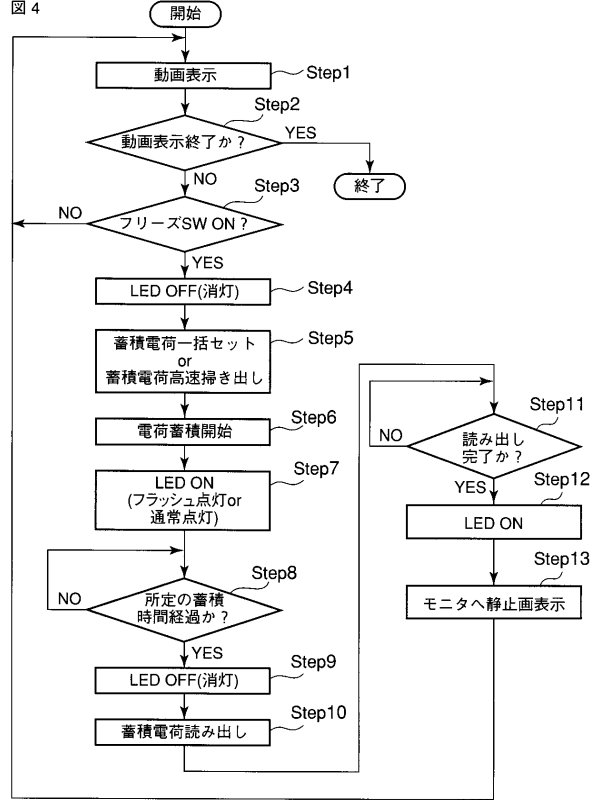 図4
開始
動画表示
Step1
Step2
動画表示終了か?
YES
終了
NO
Step3
フリーズSW ON?
NO
YES
LED OFF(消灯)
Step4
蓄積電荷一括セット
or
蓄積電荷高速掃き出し
Step5
電荷蓄積開始
Step6
LED ON
(フラッシュ点灯or
通常点灯)
Step7
Step8
所定の蓄積
時間経過か?
NO
YES
LED OFF(消灯)
Step9
蓄積電荷読み出し
Step10
Step11
読み出し
完了か?
NO
YES
Step12
LED ON
Step13
モニタへ静止画表示